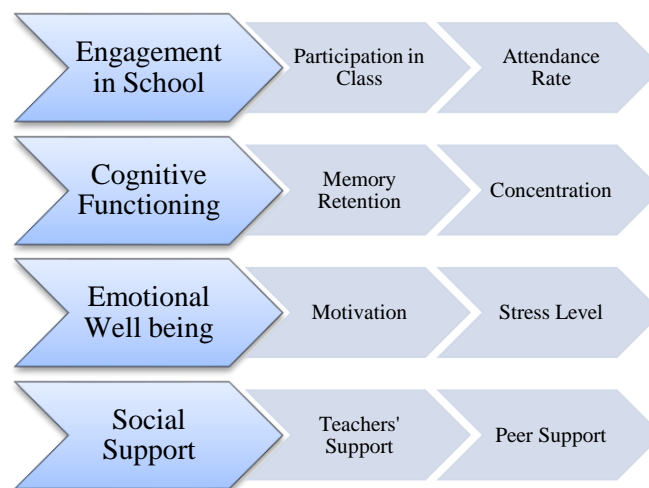 Engagement
in School
Participation in
Class
Attendance
Rate
Cognitive
Functioning
Memory
Retention
Concentration
Emotional
Well being
Motivation
Stress Level
Social
Support
Teachers'
Support
Peer Support